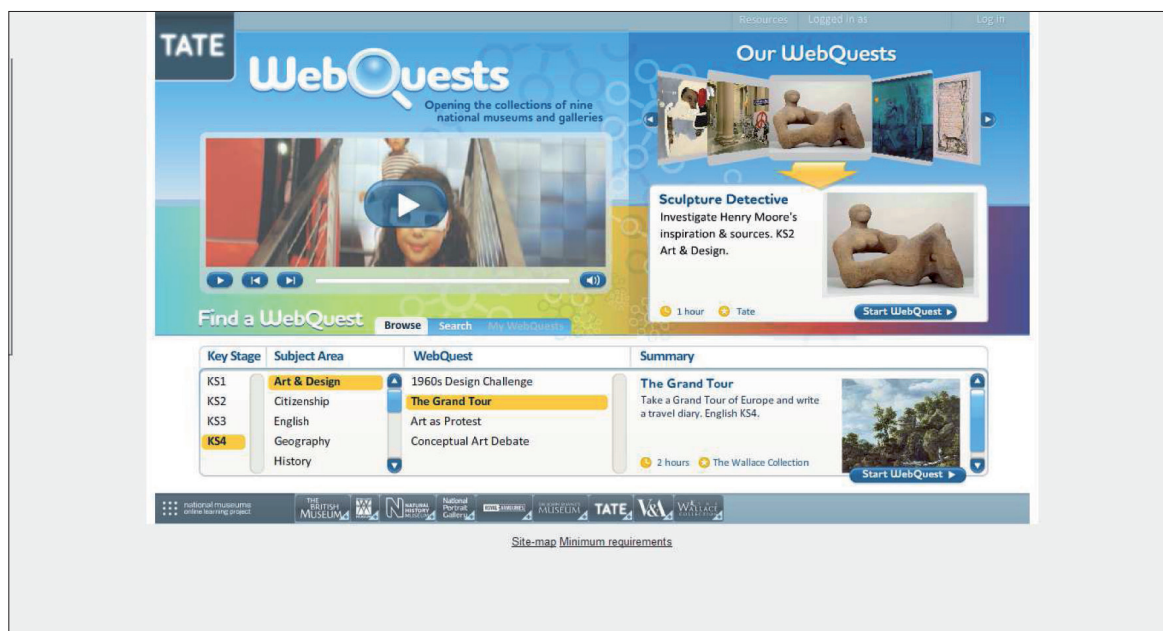 Resources Logged in as Log in
TATE
WebQuests
Opening the collections of nine
national museums and galleries
Our WebQuests
Sculpture Detective
Investigate Henry Moore's
inspiration & sources. KS2
Art & Design.
1 hour Tate
Start WebQuest
Find a WebQuest
Browse Search My WebQuests
Key Stage Subject Area WebQuest Summary
KS1 Art & Design 1960s Design Challenge
KS2 Citizenship The Grand Tour
KS3 English Art as Protest
KS4 Geography Conceptual Art Debate
History
The Grand Tour
Take a Grand Tour of Europe and write
a travel diary. English KS4.
2 hours The Wallace Collection
Start WebQuest
national museums
online learning project
THE
BRITISH
MUSEUM
NATURAL
HISTORY
MUSEUM
National
Portrait
Gallery
MUSEUM
TATE
V&A
WALLACE
Site-map Minimum requirements